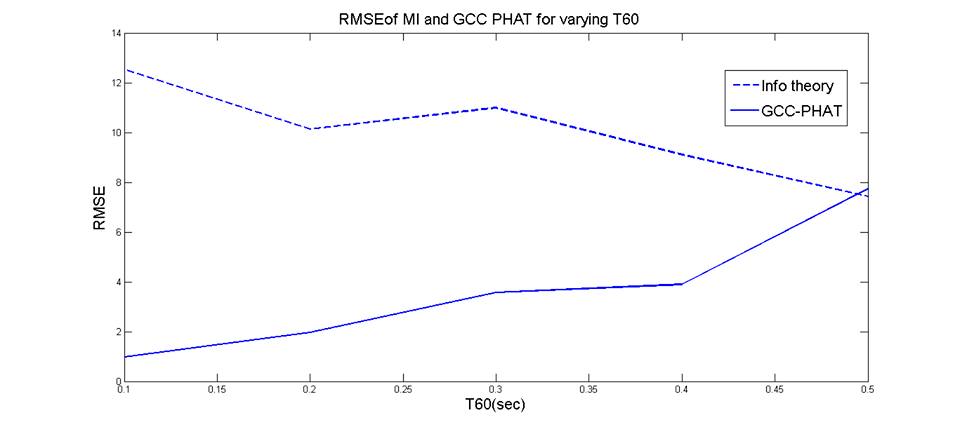 RMSEof MI and GCC PHAT for varying T60
14
12
10
8
6
4
2
0
RMSE
Info theory
GCC-PHAT
0.1 0.15 0.2 0.25 0.3 0.35 0.4 0.45 0.5
T60(sec)